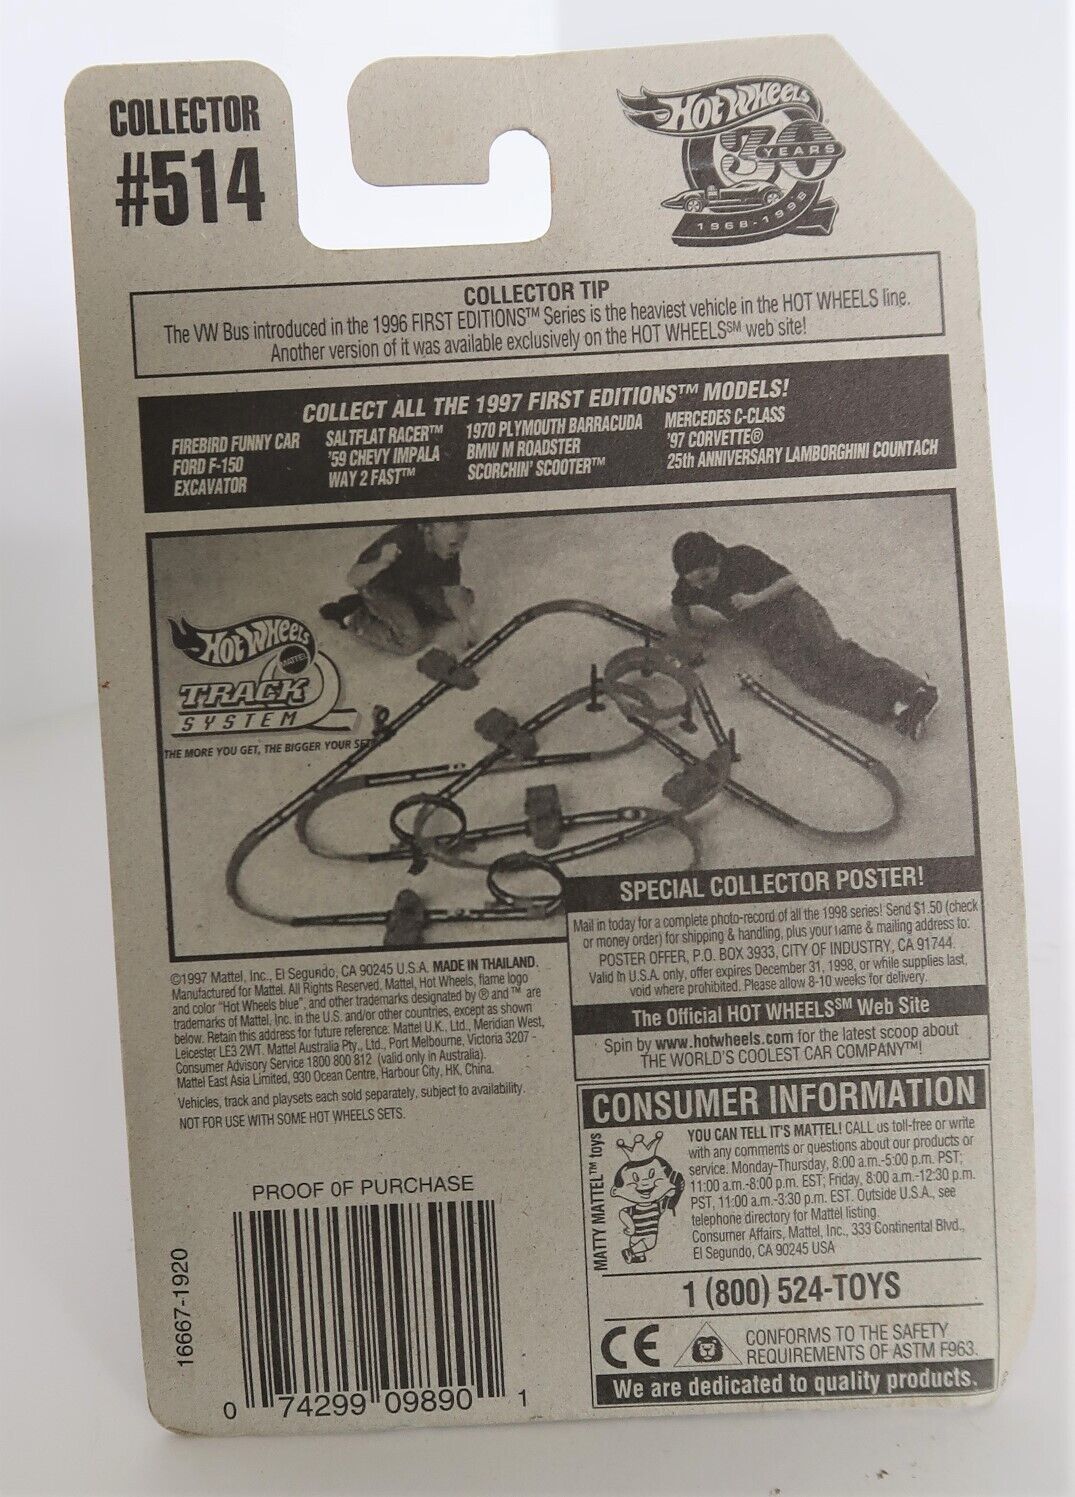 COLLECTOR
#514
HOT WHEELS
30
YEARS
1968-1998
COLLECTOR TIP
The VW Bus introduced in the 1996 FIRST EDITIONS™ Series is the heaviest vehicle in the HOT WHEELS line.
Another version of it was available exclusively on the HOT WHEELS℠ web site!
COLLECT ALL THE 1997 FIRST EDITIONS™ MODELS!
FIREBIRD FUNNY CAR
FORD F-150
EXCAVATOR
SALTFLAT RACER™
'59 CHEVY IMPALA
WAY 2 FAST™
1970 PLYMOUTH BARRACUDA
BMW M ROADSTER
SCORCHIN' SCOOTER™
MERCEDES C-CLASS
'97 CORVETTE®
25th ANNIVERSARY LAMBORGHINI COUNTACH
HOT WHEELS
MATTEL
TRACK
SYSTEM
THE MORE YOU GET, THE BIGGER YOUR SET!
SPECIAL COLLECTOR POSTER!
Mail in today for a complete photo-record of all the 1998 series! Send $1.50 (check
or money order) for shipping & handling, plus your name & mailing address to:
POSTER OFFER, P.O. BOX 3933, CITY OF INDUSTRY, CA 91744.
Valid in U.S.A. only, offer expires December 31, 1998, or while supplies last,
void where prohibited. Please allow 8-10 weeks for delivery.
The Official HOT WHEELS℠ Web Site
Spin by www.hotwheels.com for the latest scoop about
THE WORLD'S COOLEST CAR COMPANY™!
©1997 Mattel, Inc., El Segundo, CA 90245 U.S.A. MADE IN THAILAND.
Manufactured for Mattel. All Rights Reserved. Mattel, Hot Wheels, flame logo
and color "Hot Wheels blue", and other trademarks designated by ® and ™ are
trademarks of Mattel, Inc. in the U.S. and/or other countries, except as shown
below. Retain this address for future reference: Mattel U.K., Ltd., Meridian West,
Leicester LE3 2WT. Mattel Australia Pty., Ltd., Port Melbourne, Victoria 3207 -
Consumer Advisory Service 1800 800 812 (valid only in Australia).
Mattel East Asia Limited, 930 Ocean Centre, Harbour City, HK, China.
Vehicles, track and playsets each sold separately, subject to availability.
NOT FOR USE WITH SOME HOT WHEELS SETS.
CONSUMER INFORMATION
MATTY MATTEL™ toys
YOU CAN TELL IT'S MATTEL! CALL us toll-free or write
with any comments or questions about our products or
service. Monday-Thursday, 8:00 a.m.-5:00 p.m. PST;
11:00 a.m.-8:00 p.m. EST; Friday, 8:00 a.m.-12:30 p.m.
PST, 11:00 a.m.-3:30 p.m. EST. Outside U.S.A., see
telephone directory for Mattel listing.
Consumer Affairs, Mattel, Inc., 333 Continental Blvd.,
El Segundo, CA 90245 USA
1 (800) 524-TOYS
CE
CONFORMS TO THE SAFETY
REQUIREMENTS OF ASTM F963.
We are dedicated to quality products.
PROOF OF PURCHASE
16667-1920
0 74299 09890 1